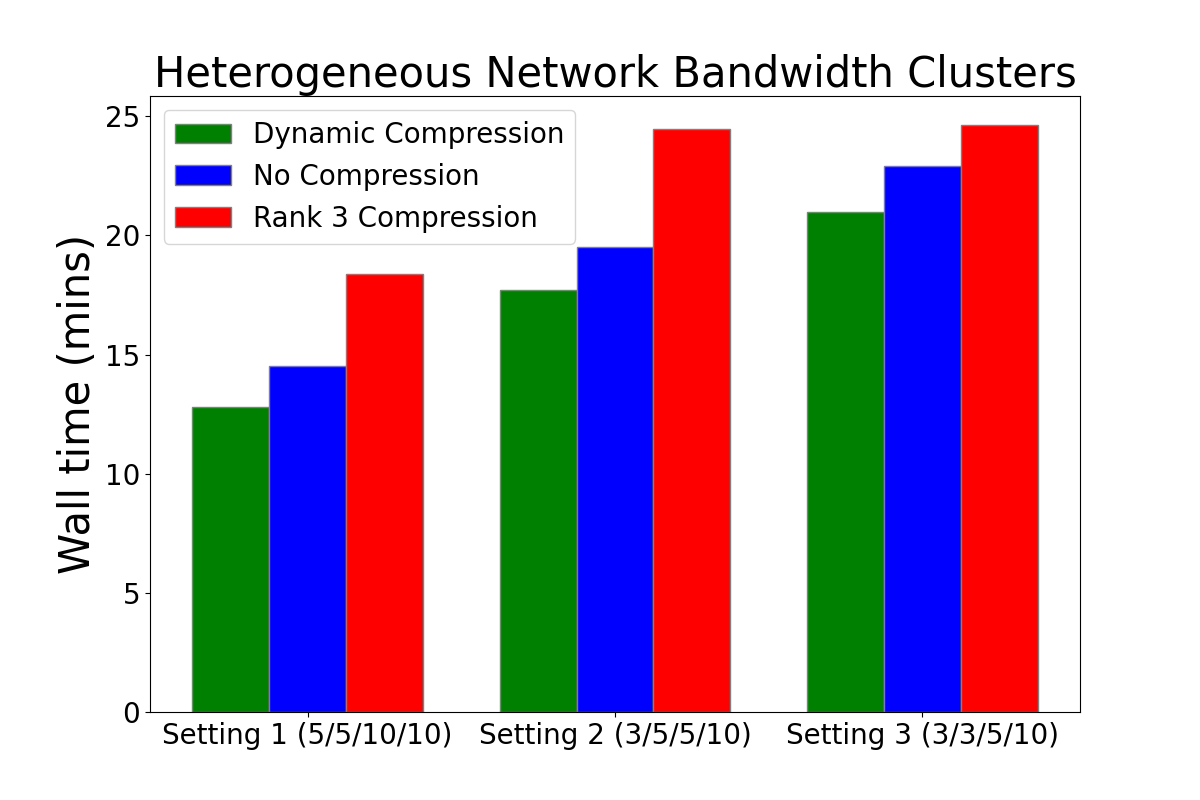 Heterogeneous Network Bandwidth Clusters
Dynamic Compression
No Compression
Rank 3 Compression
Wall time (mins)
25
20
15
10
5
0
Setting 1 (5/5/10/10)
Setting 2 (3/5/5/10)
Setting 3 (3/3/5/10)